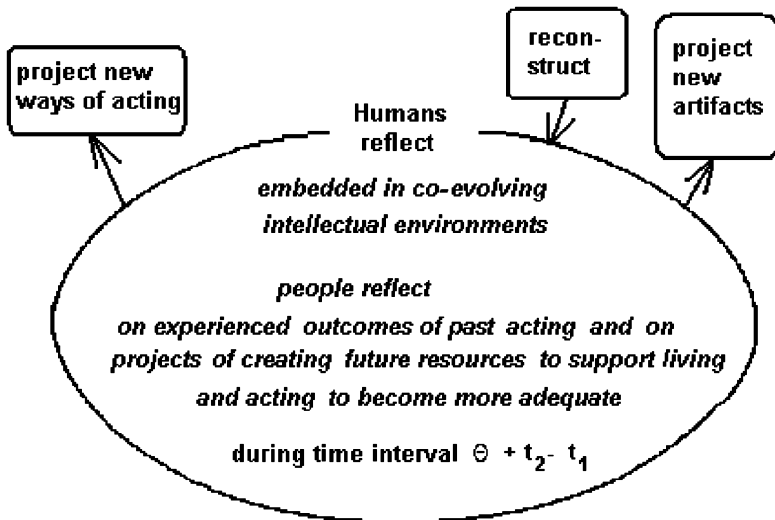 project new
ways of acting
recon-
struct
project
new
artifacts
Humans
reflect
embedded in co-evolving
intellectual environments
people reflect
on experienced outcomes of past acting and on
projects of creating future resources to support living
and acting to become more adequate
during time interval Θ + t₂- t₁